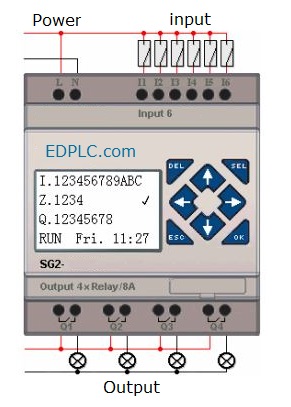 Power input
L N I1 I2 I3 I4 I5 I6
Input 6
EDPLC.com
DEL SEL
I.123456789ABC
Z.1234 ✓
Q.12345678
RUN Fri. 11:27
ESC OK
SG2-
Output 4×Relay/8A
Q1 Q2 Q3 Q4
Output